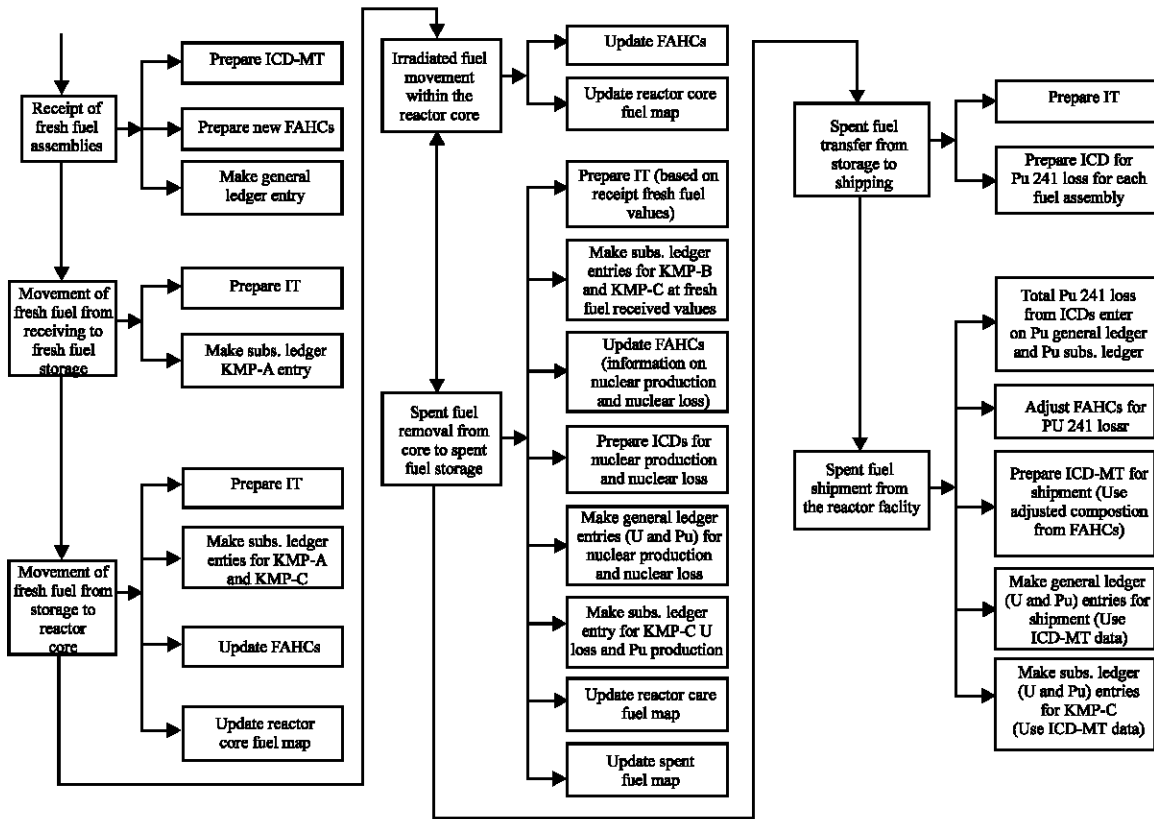 Receipt of
fresh fuel
assemblies
Prepare ICD-MT
Prepare new FAHCs
Make general
ledger entry
Movement of
fresh fuel from
receiving to
fresh fuel
storage
Prepare IT
Make subs. ledger
KMP-A entry
Movement of
fresh fuel from
storage to
reactor
core
Prepare IT
Make subs. ledger
enties for KMP-A
and KMP-C
Update FAHCs
Update reactor
core fuel map
Irradiated fuel
movement
within the
reactor core
Update FAHCs
Update reactor core
fuel map
Spent fuel
removal from
core to spent
fuel storage
Prepare IT (based on
receipt fresh fuel
values)
Make subs. ledger
entries for KMP-B
and KMP-C at fresh
fuel received values
Update FAHCs
(information on
nuclear production
and nuclear loss)
Prepare ICDs for
nuclear production
and nuclear loss
Make general ledger
entries (U and Pu) for
nuclear production
and nuclear loss
Make subs. ledger
entry for KMP-C U
loss and Pu production
Update reactor care
fuel map
Update spent
fuel map
Spent fuel
transfer from
storage to
shipping
Prepare IT
Prepare ICD for
Pu 241 loss for each
fuel assembly
Spent fuel
shipment from
the reactor faclity
Total Pu 241 loss
from ICDs enter
on Pu general ledger
and Pu subs. ledger
Adjust FAHCs for
PU 241 lossr
Prepare ICD-MT for
shipment (Use
adjusted compostion
from FAHCs)
Make general ledger
(U and Pu) entries for
shipment (Use
ICD-MT data)
Make subs. ledger
(U and Pu) entries
for KMP-C
(Use ICD-MT data)